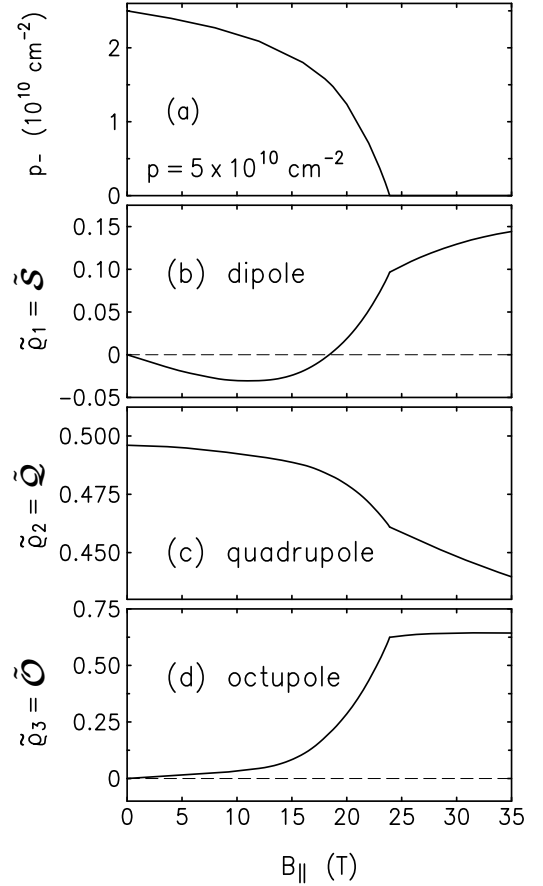 p₋ (10¹⁰ cm⁻²)
2
1
0
(a)
p = 5 x 10¹⁰ cm⁻²
ϱ̃₁ = 𝓢̃
0.15
0.10
0.05
0
−0.05
(b) dipole
ϱ̃₂ = 𝓠̃
0.500
0.475
0.450
(c) quadrupole
ϱ̃₃ = 𝓞̃
0.75
0.50
0.25
0
(d) octupole
0 5 10 15 20 25 30 35
B∥ (T)